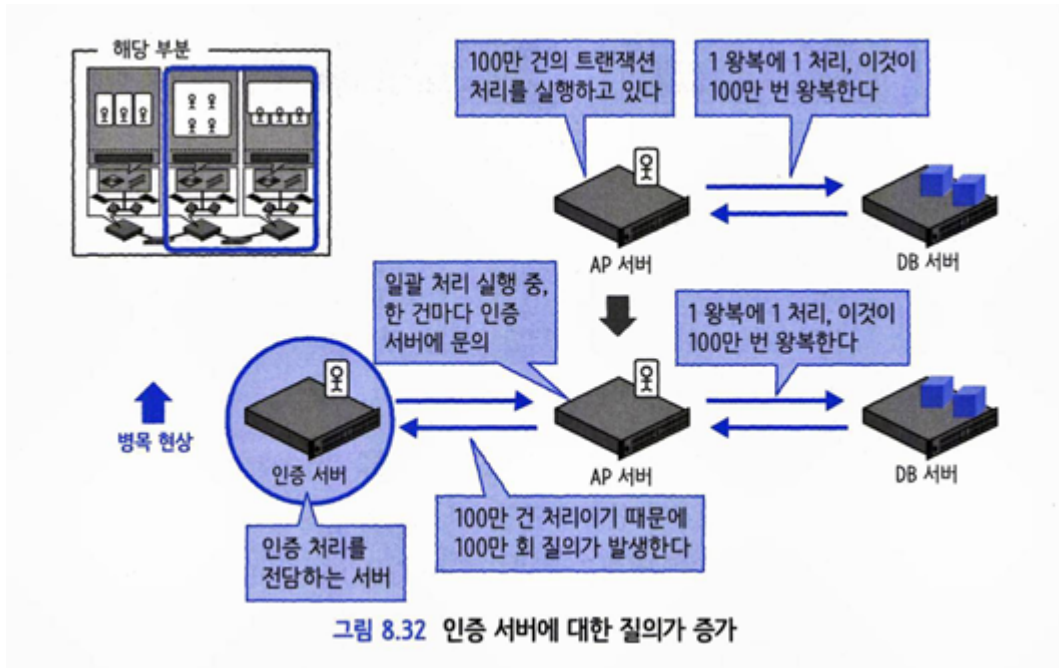 해당 부분
100만 건의 트랜잭션
처리를 실행하고 있다
1 왕복에 1 처리, 이것이
100만 번 왕복한다
AP 서버
DB 서버
일괄 처리 실행 중,
한 건마다 인증
서버에 문의
1 왕복에 1 처리, 이것이
100만 번 왕복한다
병목 현상
인증 서버
AP 서버
DB 서버
인증 처리를
전담하는 서버
100만 건 처리이기 때문에
100만 회 질의가 발생한다
그림 8.32 인증 서버에 대한 질의가 증가